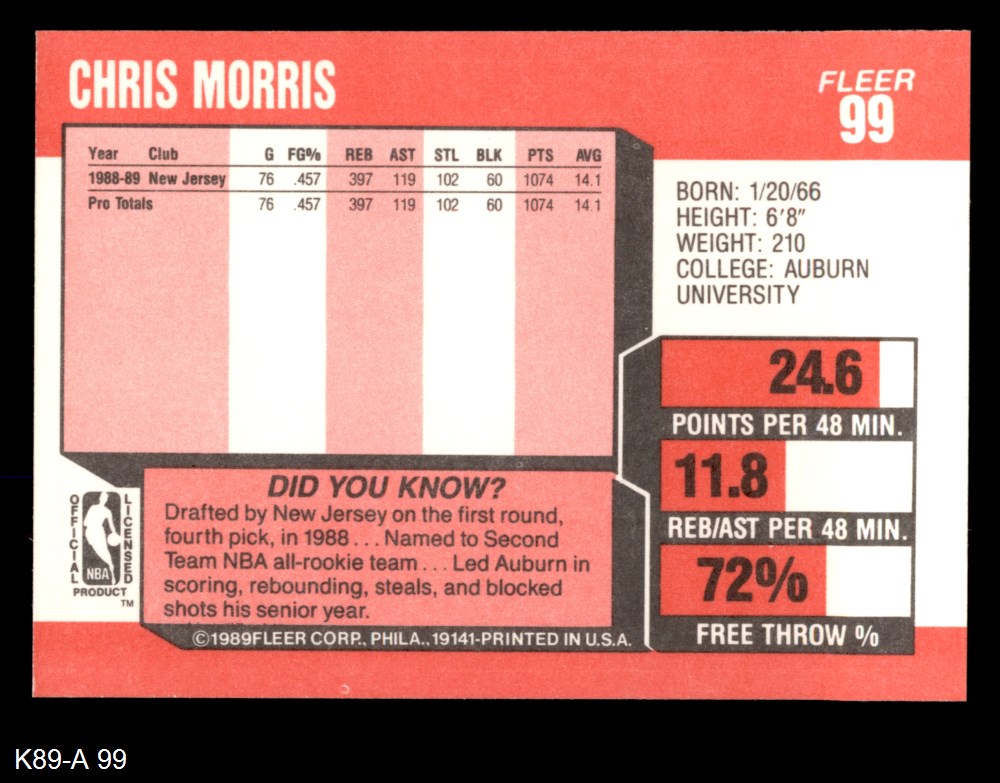 CHRIS MORRIS
FLEER
99
Year Club G FG% REB AST STL BLK PTS AVG
1988-89 New Jersey 76 .457 397 119 102 60 1074 14.1
Pro Totals 76 .457 397 119 102 60 1074 14.1
BORN: 1/20/66
HEIGHT: 6'8"
WEIGHT: 210
COLLEGE: AUBURN
UNIVERSITY
24.6
POINTS PER 48 MIN.
11.8
REB/AST PER 48 MIN.
72%
FREE THROW %
DID YOU KNOW?
Drafted by New Jersey on the first round,
fourth pick, in 1988 . . . Named to Second
Team NBA all-rookie team . . . Led Auburn in
scoring, rebounding, steals, and blocked
shots his senior year.
OFFICIAL
LICENSED
NBA
PRODUCT
TM
©1989FLEER CORP., PHILA., 19141-PRINTED IN U.S.A.
K89-A 99